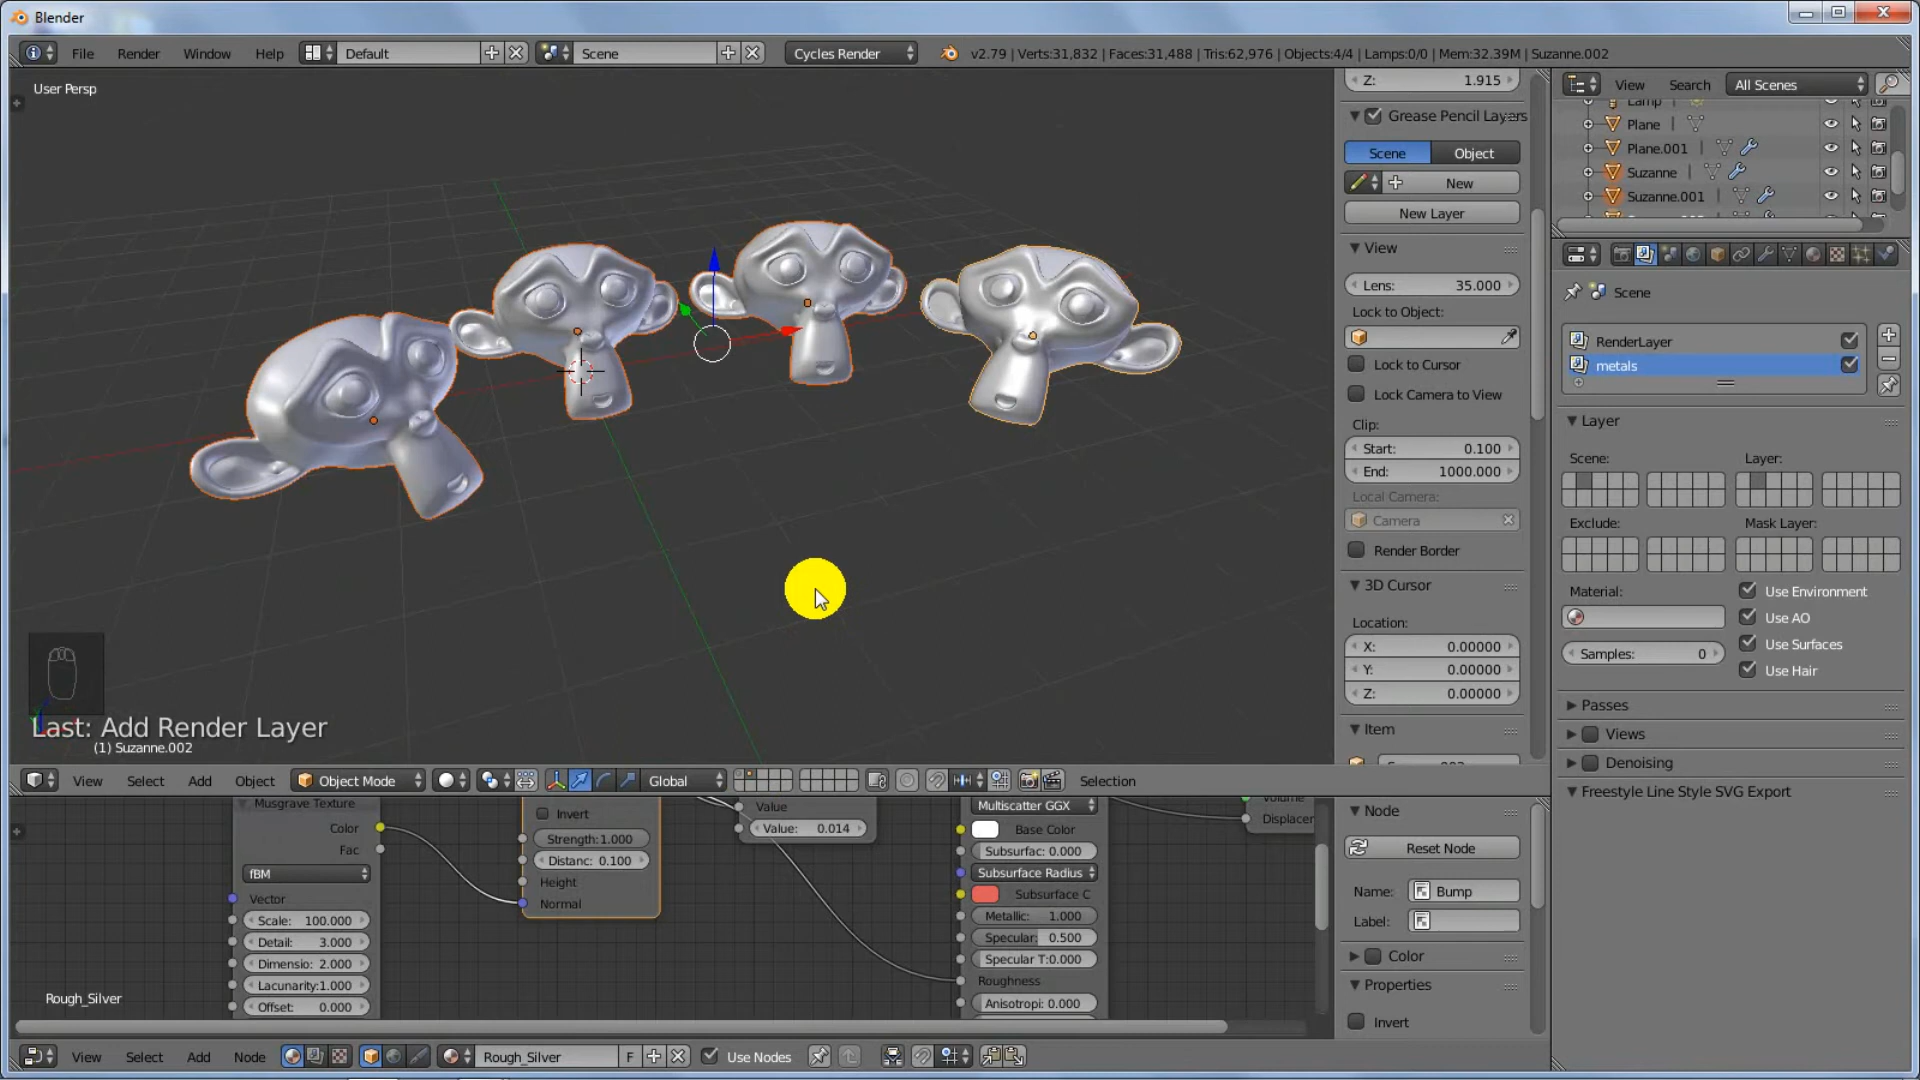 Blender
File Render Window Help Default Scene Cycles Render v2.79 | Verts:31,832 | Faces:31,488 | Tris:62,976 | Objects:4/4 | Lamps:0/0 | Mem:32.39M | Suzanne.002
User Persp
Last: Add Render Layer
(1) Suzanne.002
View Select Add Object Object Mode Global Selection
Z: 1.915
Grease Pencil Layers
Scene Object
New
New Layer
View
Lens: 35.000
Lock to Object:
Lock to Cursor
Lock Camera to View
Clip:
Start: 0.100
End: 1000.000
Local Camera:
Camera
Render Border
3D Cursor
Location:
X: 0.00000
Y: 0.00000
Z: 0.00000
Item
View Search All Scenes
Lamp
Plane
Plane.001
Suzanne
Suzanne.001
Scene
RenderLayer
metals
Layer
Scene: Layer:
Exclude: Mask Layer:
Material:
Samples: 0
Use Environment
Use AO
Use Surfaces
Use Hair
Passes
Views
Denoising
Freestyle Line Style SVG Export
Musgrave Texture
Color
Fac
fBM
Vector
Scale: 100.000
Detail: 3.000
Dimensio: 2.000
Lacunarity:1.000
Offset: 0.000
Rough_Silver
Invert
Strength:1.000
Distanc: 0.100
Height
Normal
Value
Value: 0.014
Multiscatter GGX
Base Color
Subsurfac: 0.000
Subsurface Radius
Subsurface C
Metallic: 1.000
Specular: 0.500
Specular T:0.000
Roughness
Anisotropi: 0.000
Volume
Displacer
Node
Reset Node
Name: Bump
Label:
Color
Properties
Invert
View Select Add Node Rough_Silver F Use Nodes